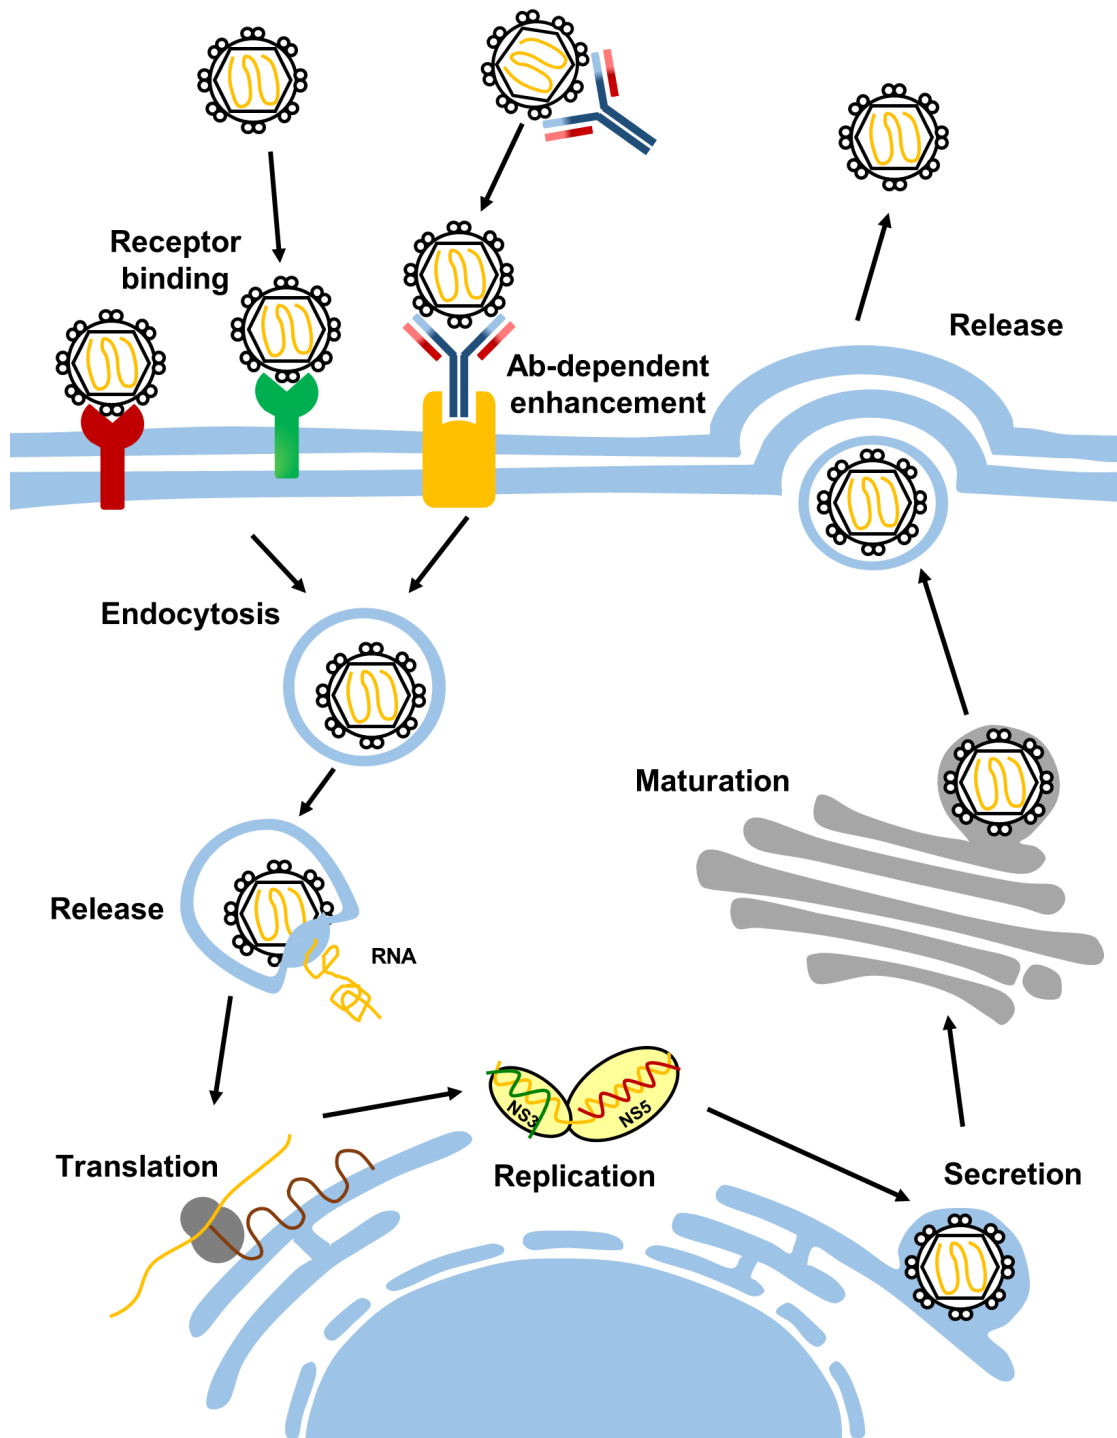 Receptor
binding
Ab-dependent
enhancement
Release
Endocytosis
Maturation
Release
RNA
NS3
NS5
Translation
Replication
Secretion